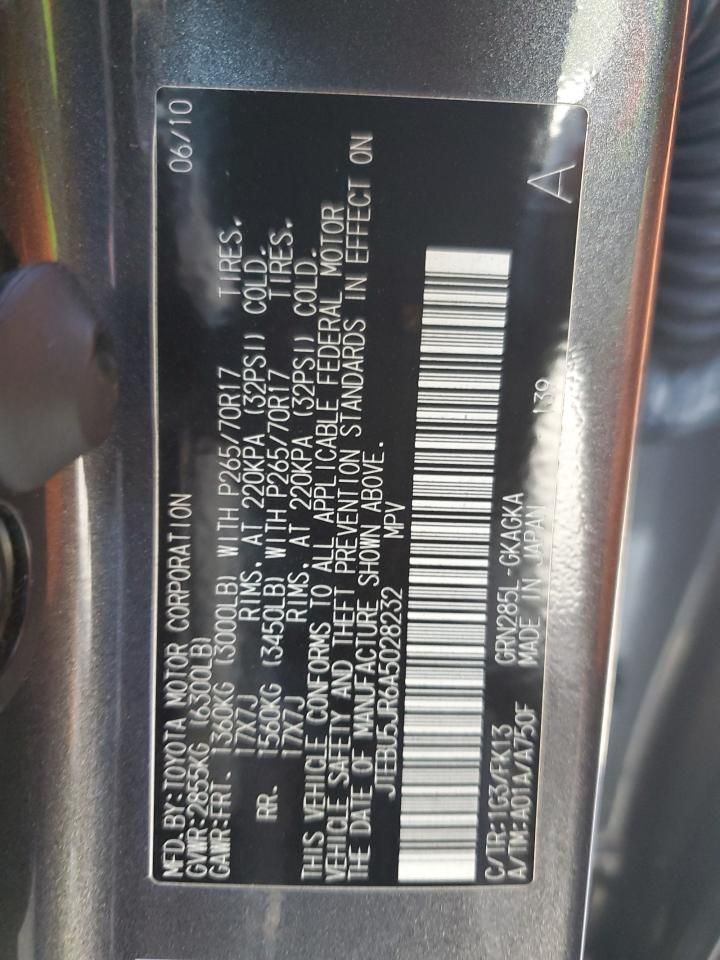 MFD.BY:TOYOTA MOTOR CORPORATION 06/10
GVWR:2855KG (6300LB)
GAWR:FRT. 1360KG (3000LB) WITH P265/70R17 TIRES.
17X7J RIMS, AT 220KPA (32PSI) COLD.
RR. 1560KG (3450LB) WITH P265/70R17 TIRES.
17X7J RIMS, AT 220KPA (32PSI) COLD.
THIS VEHICLE CONFORMS TO ALL APPLICABLE FEDERAL MOTOR
VEHICLE SAFETY AND THEFT PREVENTION STANDARDS IN EFFECT ON
THE DATE OF MANUFACTURE SHOWN ABOVE.
JTEBU5JR6A5028232 MPV
C/TR:1G3/FK13 GRN285L-GKAGKA
A/TM:A01A/A750F MADE IN JAPAN 139 A